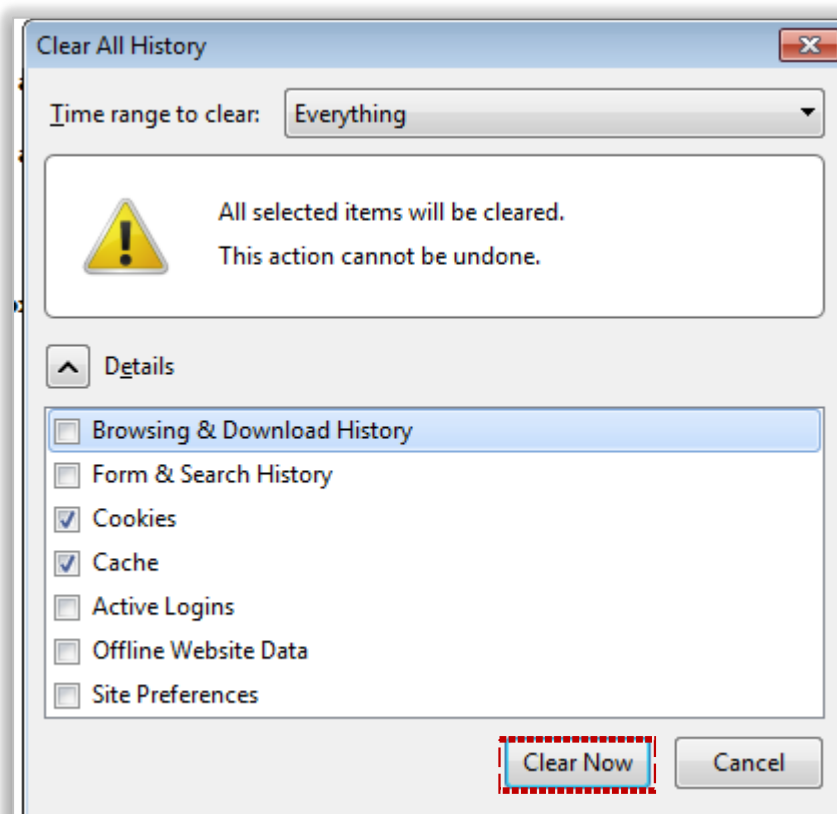 Clear All History
Time range to clear: Everything
All selected items will be cleared.
This action cannot be undone.
Details
Browsing & Download History
Form & Search History
Cookies
Cache
Active Logins
Offline Website Data
Site Preferences
Clear Now Cancel